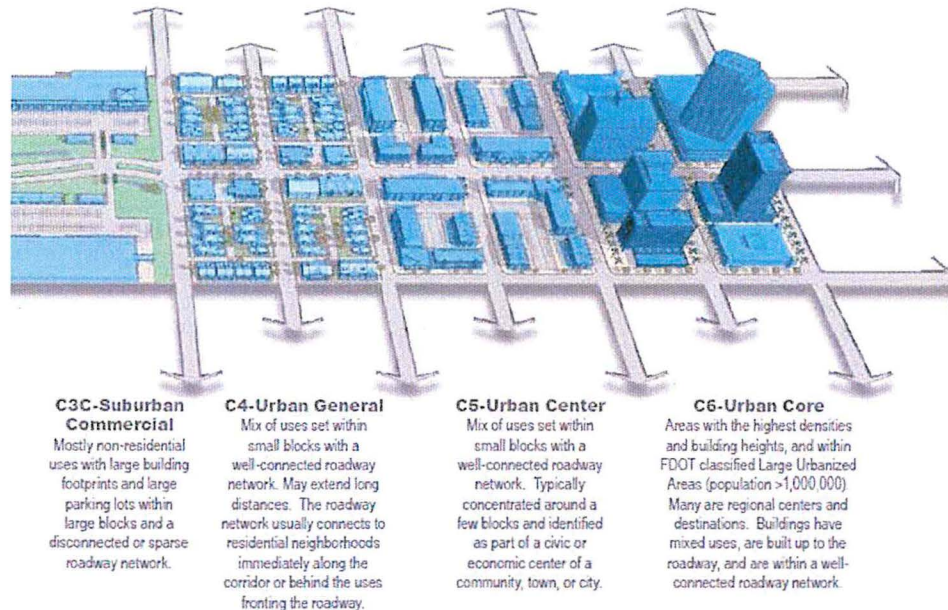 C3C-Suburban
Commercial
Mostly non-residential
uses with large building
footprints and large
parking lots within
large blocks and a
disconnected or sparse
roadway network.
C4-Urban General
Mix of uses set within
small blocks with a
well-connected roadway
network. May extend long
distances. The roadway
network usually connects to
residential neighborhoods
immediately along the
corridor or behind the uses
fronting the roadway.
C5-Urban Center
Mix of uses set within
small blocks with a
well-connected roadway
network. Typically
concentrated around a
few blocks and identified
as part of a civic or
economic center of a
community, town, or city.
C6-Urban Core
Areas with the highest densities
and building heights, and within
FDOT classified Large Urbanized
Areas (population >1,000,000)
Many are regional centers and
destinations. Buildings have
mixed uses, are built up to the
roadway, and are within a well-
connected roadway network.